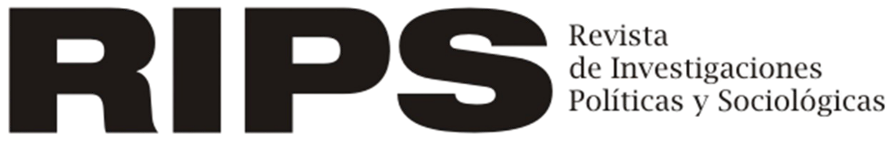 RIPS
Revista
de Investigaciones
Políticas y Sociológicas